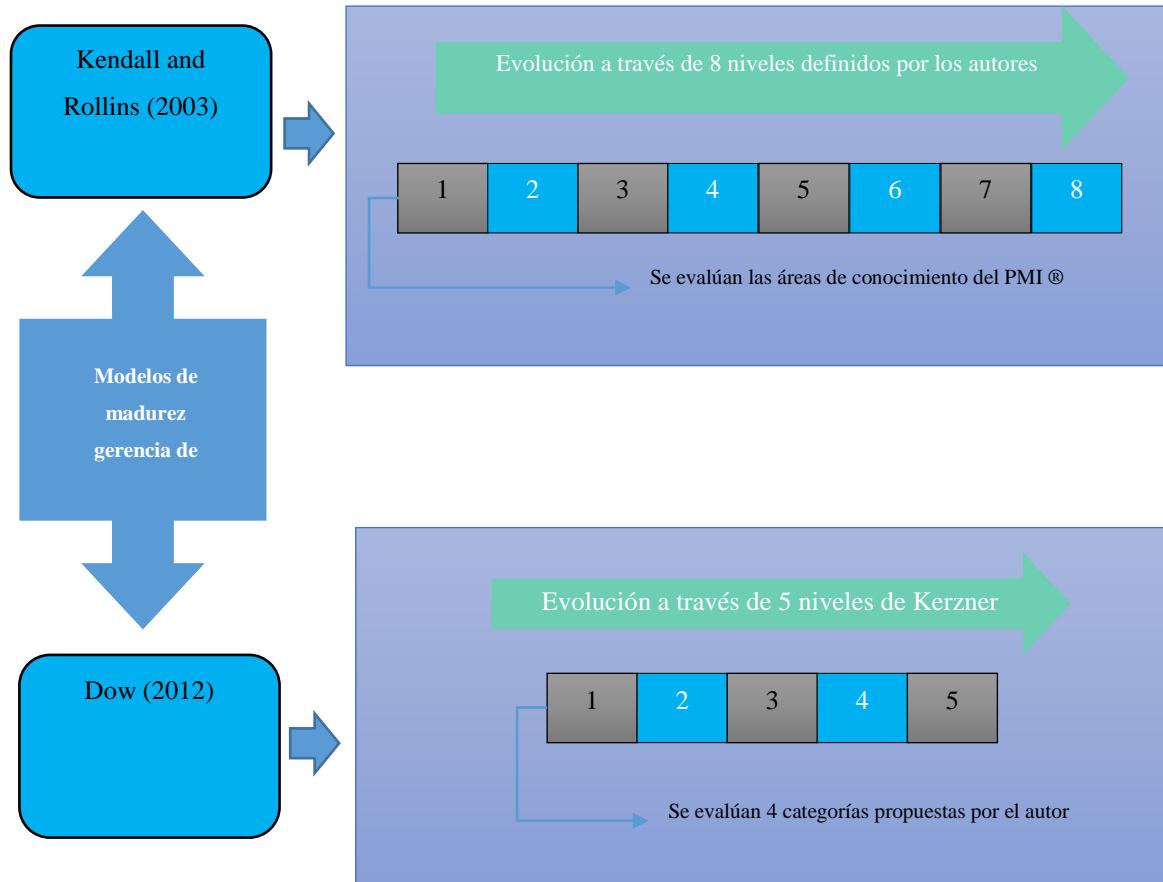 Kendall and
Rollins (2003)
Evolución a través de 8 niveles definidos por los autores
1 2 3 4 5 6 7 8
Se evalúan las áreas de conocimiento del PMI ®
Modelos de
madurez
gerencia de
Dow (2012)
Evolución a través de 5 niveles de Kerzner
1 2 3 4 5
Se evalúan 4 categorías propuestas por el autor